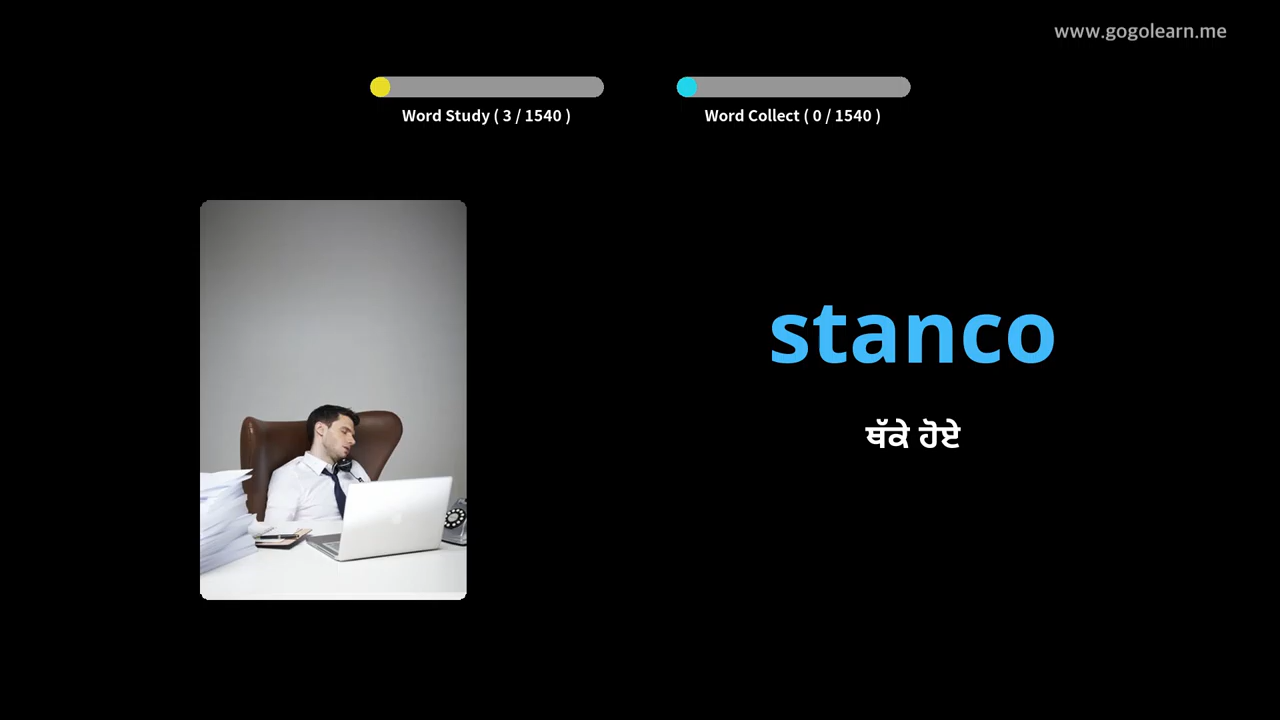 www.gogolearn.me
Word Study ( 3 / 1540 )
Word Collect ( 0 / 1540 )
stanco
ਥੱਕੇ ਹੋਏ